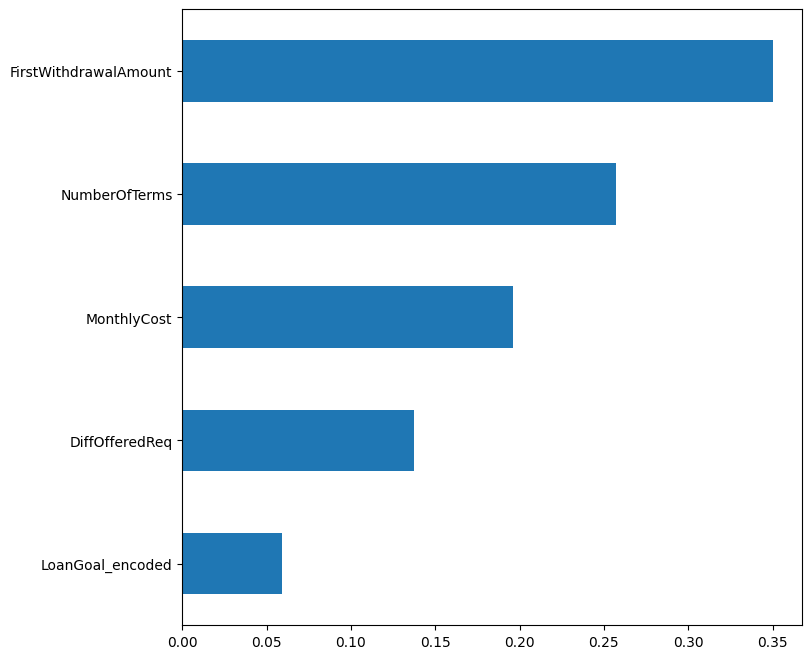 FirstWithdrawalAmount
NumberOfTerms
MonthlyCost
DiffOfferedReq
LoanGoal_encoded
0.00 0.05 0.10 0.15 0.20 0.25 0.30 0.35